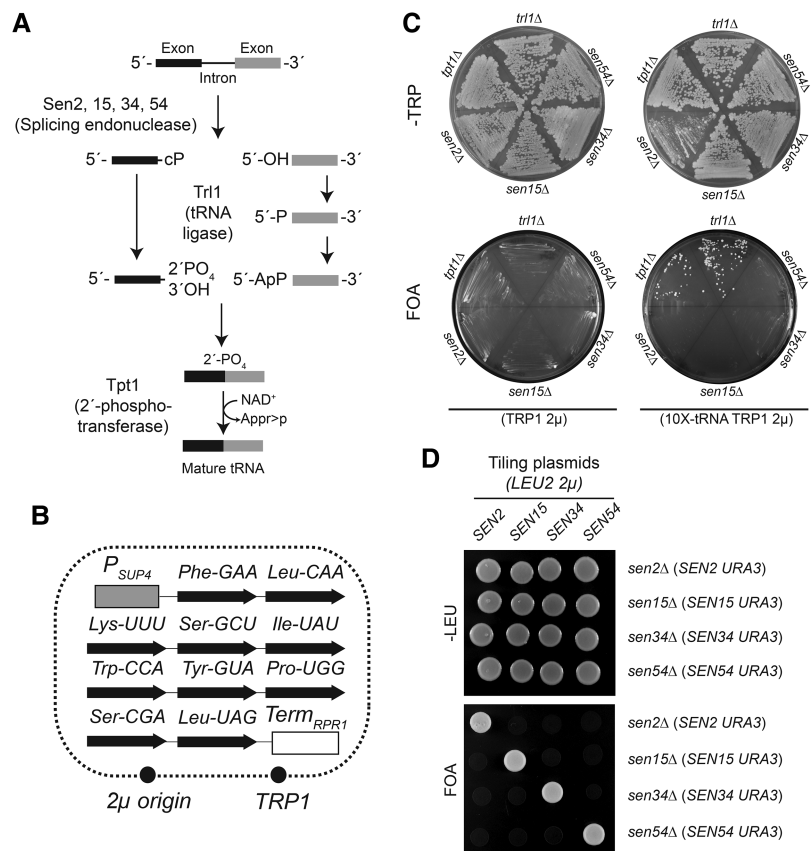 A
Exon Exon
5´- -3´
Intron
Sen2, 15, 34, 54
(Splicing endonuclease)
5´- cP 5´-OH -3´
Trl1
(tRNA
ligase)
5´-P -3´
5´- 2´PO4
3´OH
5´-ApP -3´
2´-PO4
Tpt1
(2´-phospho-
transferase)
NAD+
Appr>p
Mature tRNA
B
PSUP4 Phe-GAA Leu-CAA
Lys-UUU Ser-GCU Ile-UAU
Trp-CCA Tyr-GUA Pro-UGG
Ser-CGA Leu-UAG TermRPR1
2µ origin TRP1
C
-TRP
trl1Δ
sen54Δ
sen34Δ
sen15Δ
sen2Δ
tpt1Δ
trl1Δ
sen54Δ
sen34Δ
sen15Δ
sen2Δ
tpt1Δ
FOA
trl1Δ
sen54Δ
sen34Δ
sen15Δ
sen2Δ
tpt1Δ
trl1Δ
sen54Δ
sen34Δ
sen15Δ
sen2Δ
tpt1Δ
(TRP1 2µ) (10X-tRNA TRP1 2µ)
D
Tiling plasmids
(LEU2 2µ)
SEN2 SEN15 SEN34 SEN54
-LEU
sen2Δ (SEN2 URA3)
sen15Δ (SEN15 URA3)
sen34Δ (SEN34 URA3)
sen54Δ (SEN54 URA3)
FOA
sen2Δ (SEN2 URA3)
sen15Δ (SEN15 URA3)
sen34Δ (SEN34 URA3)
sen54Δ (SEN54 URA3)